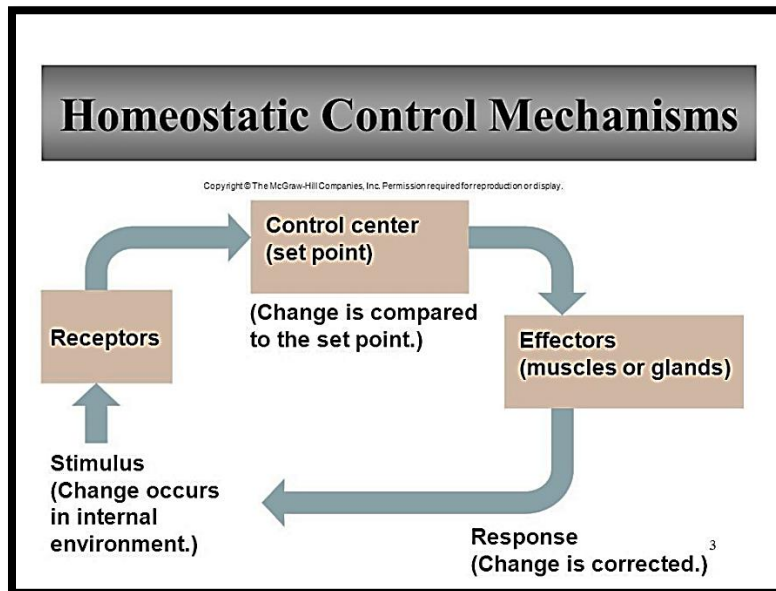 Homeostatic Control Mechanisms
Copyright © The McGraw-Hill Companies, Inc. Permission required for reproduction or display.
Control center
(set point)
(Change is compared
to the set point.)
Receptors
Effectors
(muscles or glands)
Stimulus
(Change occurs
in internal
environment.)
Response
(Change is corrected.)
3